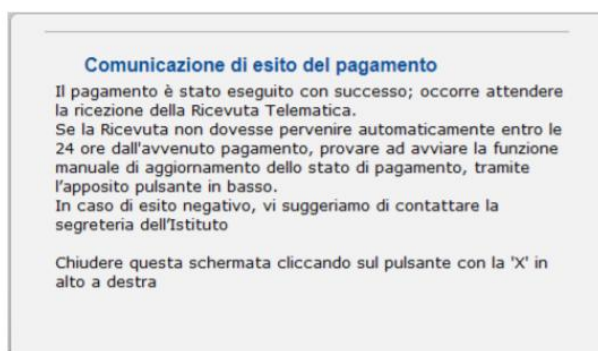 Comunicazione di esito del pagamento
Il pagamento è stato eseguito con successo; occorre attendere
la ricezione della Ricevuta Telematica.
Se la Ricevuta non dovesse pervenire automaticamente entro le
24 ore dall'avvenuto pagamento, provare ad avviare la funzione
manuale di aggiornamento dello stato di pagamento, tramite
l'apposito pulsante in basso.
In caso di esito negativo, vi suggeriamo di contattare la
segreteria dell'Istituto
Chiudere questa schermata cliccando sul pulsante con la 'X' in
alto a destra